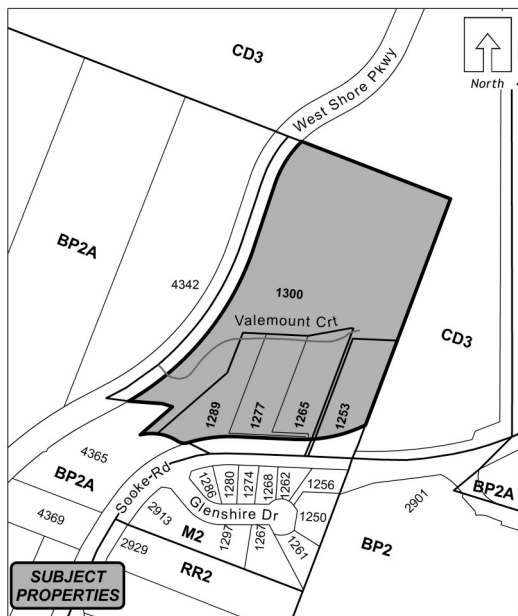 CD3
West Shore Pkwy
North
BP2A
4342
1300
Valemount Crt
CD3
1289
1277
1265
1253
4365
BP2A
Sooke Rd
4369
1286
1280
1274
1268
1262
1256
Glenshire Dr
1250
2913
M2
1297
1267
1261
2929
RR2
BP2
2901
BP2A
SUBJECT
PROPERTIES